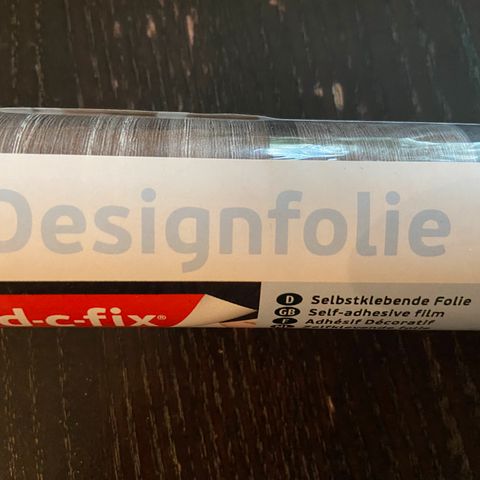 Designfolie
d-c-fix®
D Selbstklebende Folie
GB Self-adhesive film
F Adhésif Décoratif